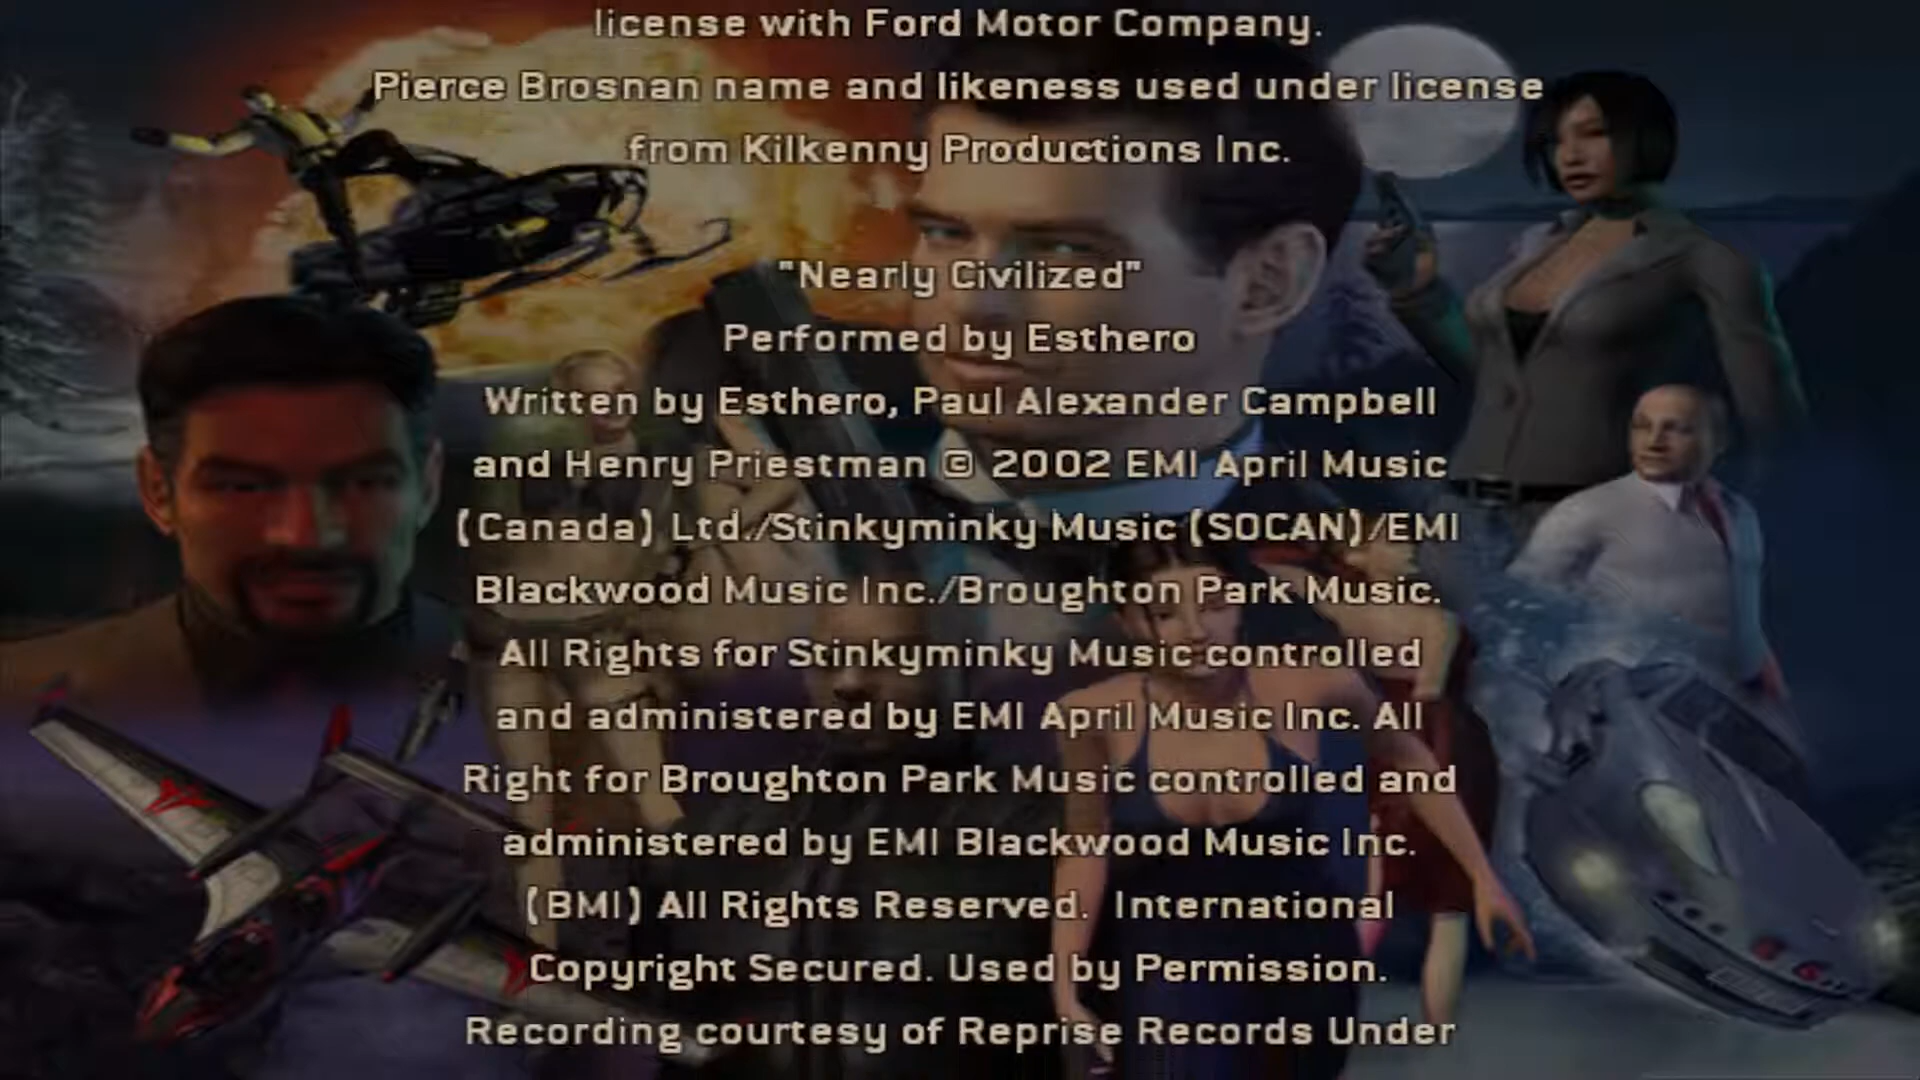 license with Ford Motor Company.
Pierce Brosnan name and likeness used under license
from Kilkenny Productions Inc.
"Nearly Civilized"
Performed by Esthero
Written by Esthero, Paul Alexander Campbell
and Henry Priestman © 2002 EMI April Music
(Canada) Ltd./Stinkyminky Music (SOCAN)/EMI
Blackwood Music Inc./Broughton Park Music.
All Rights for Stinkyminky Music controlled
and administered by EMI April Music Inc. All
Right for Broughton Park Music controlled and
administered by EMI Blackwood Music Inc.
(BMI) All Rights Reserved.  International
Copyright Secured. Used by Permission.
Recording courtesy of Reprise Records Under